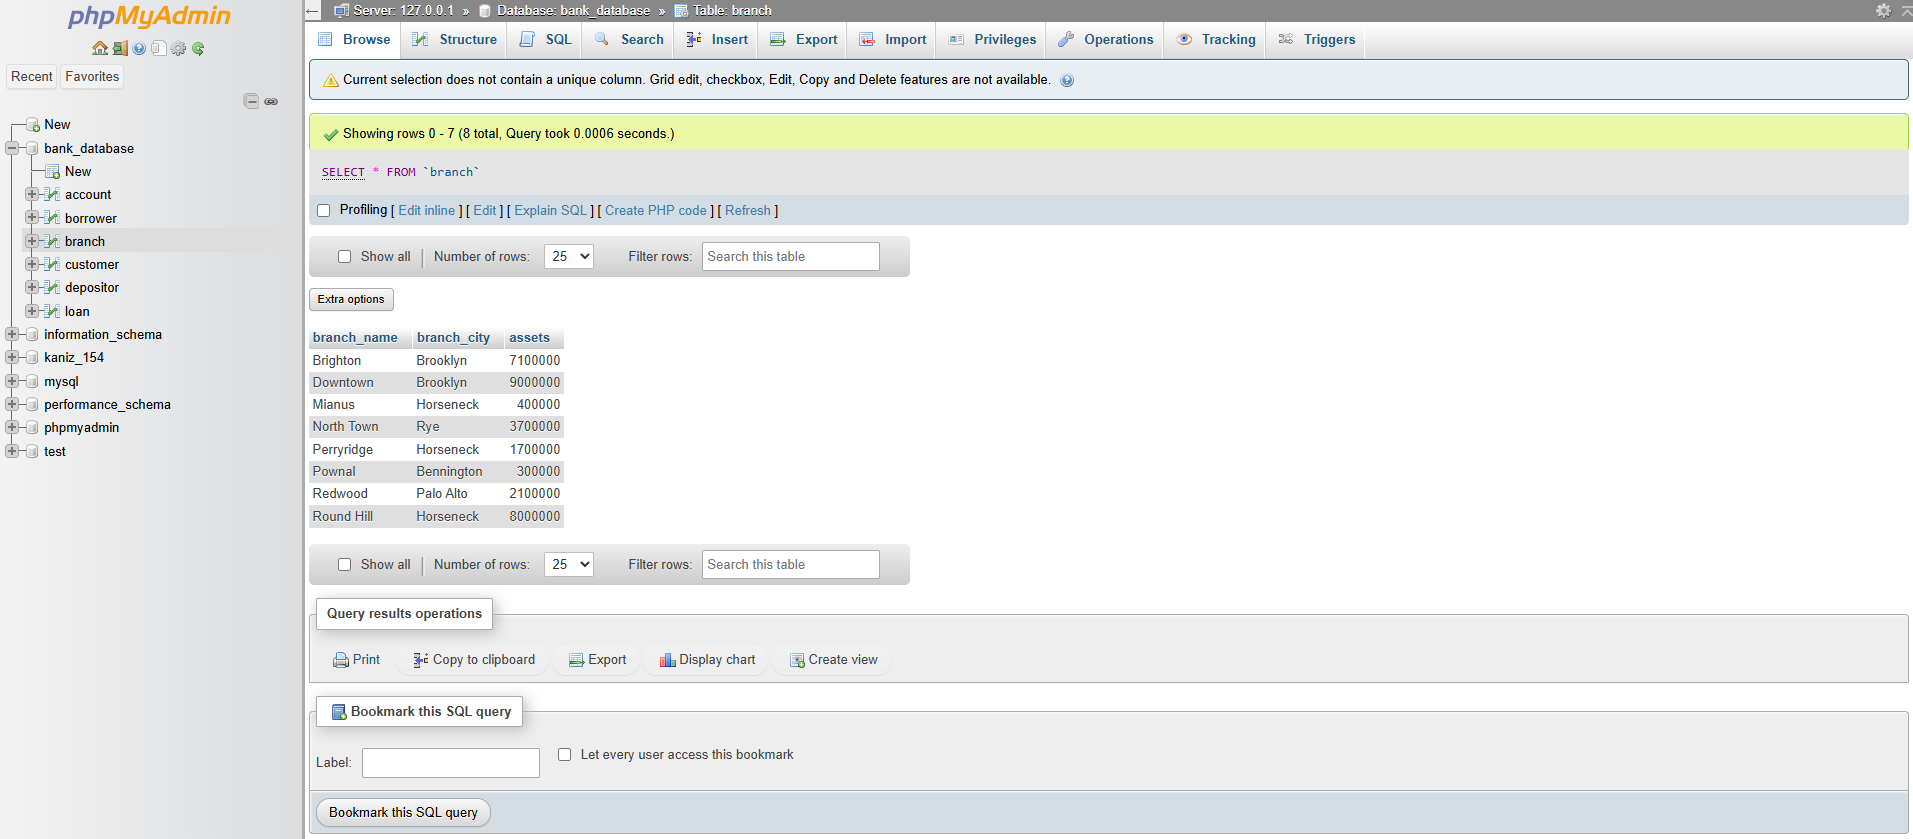 phpMyAdmin
Recent Favorites
New
bank_database
New
account
borrower
branch
customer
depositor
loan
information_schema
kaniz_154
mysql
performance_schema
phpmyadmin
test
Server: 127.0.0.1 » Database: bank_database » Table: branch
Browse Structure SQL Search Insert Export Import Privileges Operations Tracking Triggers
Current selection does not contain a unique column. Grid edit, checkbox, Edit, Copy and Delete features are not available.
Showing rows 0 - 7 (8 total, Query took 0.0006 seconds.)
SELECT * FROM `branch`
Profiling [ Edit inline ] [ Edit ] [ Explain SQL ] [ Create PHP code ] [ Refresh ]
Show all | Number of rows: 25 Filter rows: Search this table
Extra options
branch_name branch_city assets
Brighton Brooklyn 7100000
Downtown Brooklyn 9000000
Mianus Horseneck 400000
North Town Rye 3700000
Perryridge Horseneck 1700000
Pownal Bennington 300000
Redwood Palo Alto 2100000
Round Hill Horseneck 8000000
Show all | Number of rows: 25 Filter rows: Search this table
Query results operations
Print Copy to clipboard Export Display chart Create view
Bookmark this SQL query
Label: Let every user access this bookmark
Bookmark this SQL query